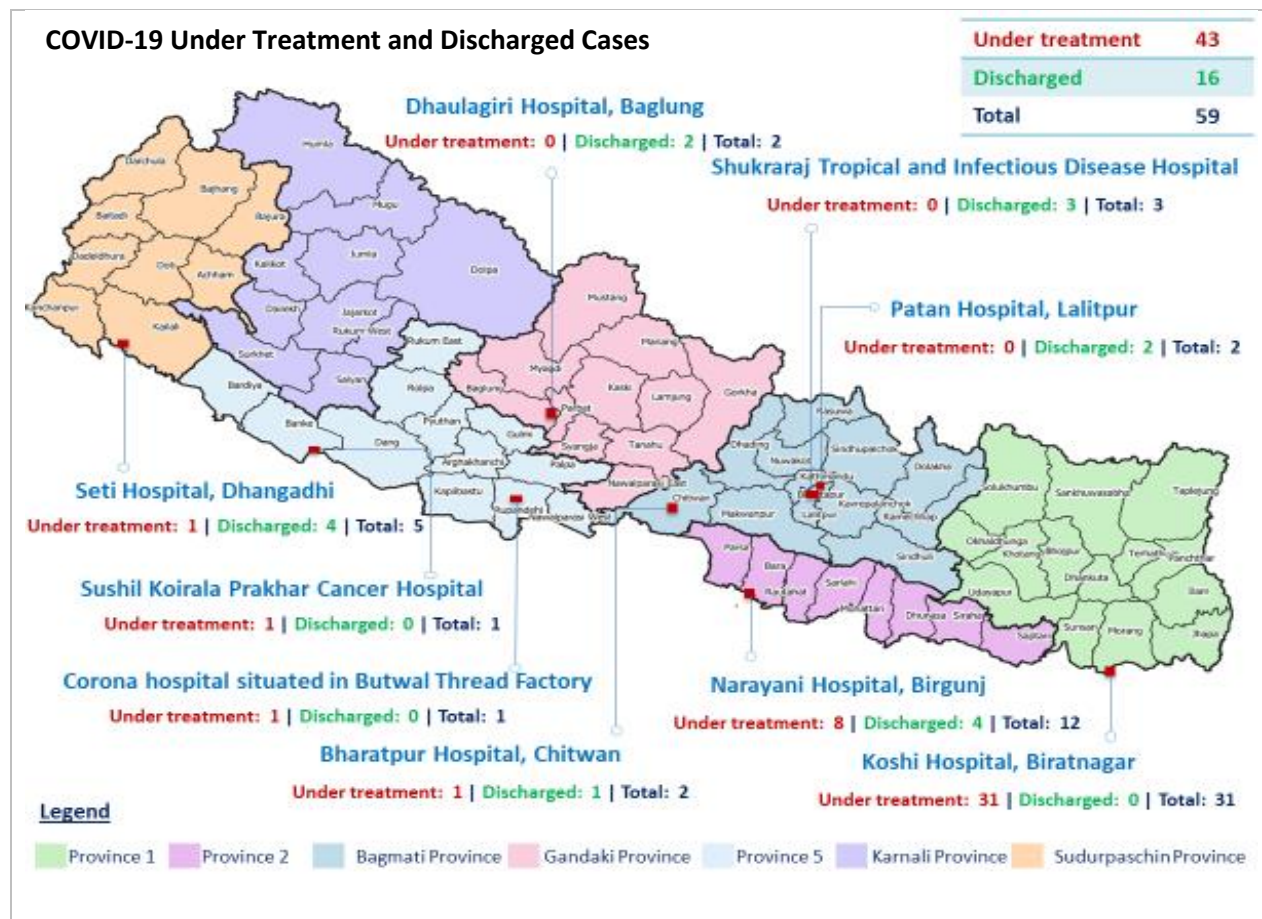 COVID-19 Under Treatment and Discharged Cases
Under treatment 43
Discharged 16
Total 59
Dhaulagiri Hospital, Baglung
Under treatment: 0 | Discharged: 2 | Total: 2
Shukraraj Tropical and Infectious Disease Hospital
Under treatment: 0 | Discharged: 3 | Total: 3
Patan Hospital, Lalitpur
Under treatment: 0 | Discharged: 2 | Total: 2
Humla
Darchula
Bajhang
Bajura
Mugu
Baitadi
Dadeldhura
Doti
Achham
Kalikot
Jumla
Dolpa
Kanchanpur
Kailali
Dailekh
Jajarkot
Rukum West
Surkhet
Salyan
Rukum East
Mustang
Manang
Myagdi
Baglung
Kaski
Lamjung
Gorkha
Parbat
Syangja
Tanahu
Nawalparasi East
Bardiya
Banke
Rolpa
Pyuthan
Gulmi
Dang
Arghakhanchi
Palpa
Kapilbastu
Rupandehi
Nawalparasi West
Chitwan
Rasuwa
Dhading
Nuwakot
Sindhupalchok
Dolakha
Kathmandu
Kavrepalanchok
Makwanpur
Lalitpur
Ramechhap
Sindhuli
Solukhumbu
Sankhuwasabha
Taplejung
Okhaldhunga
Khotang
Bhojpur
Panchthar
Dhankuta
Ilam
Udayapur
Sunsari
Morang
Jhapa
Parsa
Bara
Rautahat
Sarlahi
Mahottari
Dhanusa
Siraha
Saptari
Seti Hospital, Dhangadhi
Under treatment: 1 | Discharged: 4 | Total: 5
Sushil Koirala Prakhar Cancer Hospital
Under treatment: 1 | Discharged: 0 | Total: 1
Corona hospital situated in Butwal Thread Factory
Under treatment: 1 | Discharged: 0 | Total: 1
Bharatpur Hospital, Chitwan
Under treatment: 1 | Discharged: 1 | Total: 2
Narayani Hospital, Birgunj
Under treatment: 8 | Discharged: 4 | Total: 12
Koshi Hospital, Biratnagar
Under treatment: 31 | Discharged: 0 | Total: 31
Legend
Province 1 Province 2 Bagmati Province Gandaki Province Province 5 Karnali Province Sudurpaschin Province